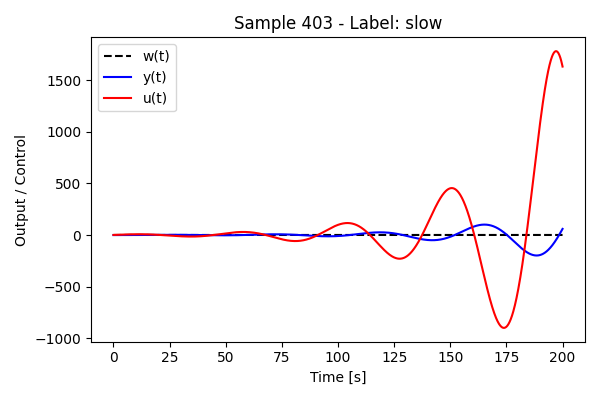 Sample 403 - Label: slow
w(t)
y(t)
u(t)
Output / Control
1500
1000
500
0
−500
−1000
0 25 50 75 100 125 150 175 200
Time [s]